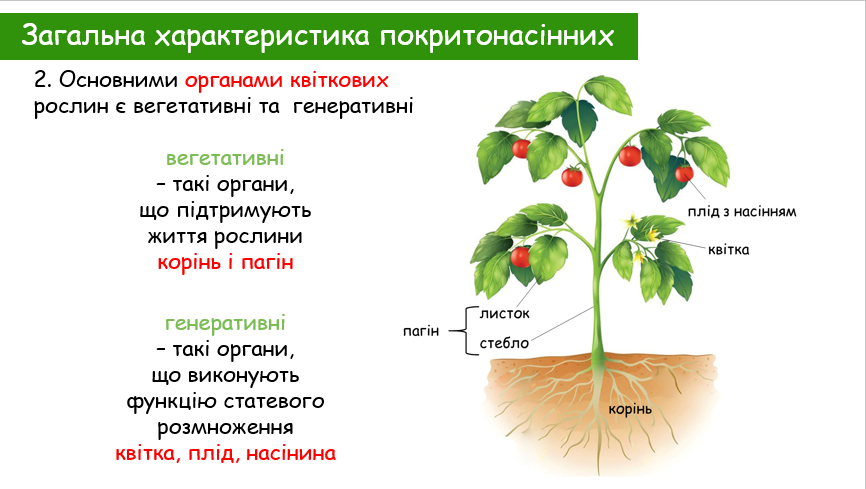 Загальна характеристика покритонасінних
2. Основними органами квіткових
рослин є вегетативні та генеративні
вегетативні
– такі органи,
що підтримують
життя рослини
корінь і пагін
генеративні
– такі органи,
що виконують
функцію статевого
розмноження
квітка, плід, насінина
плід з насінням
квітка
листок
пагін
стебло
корінь